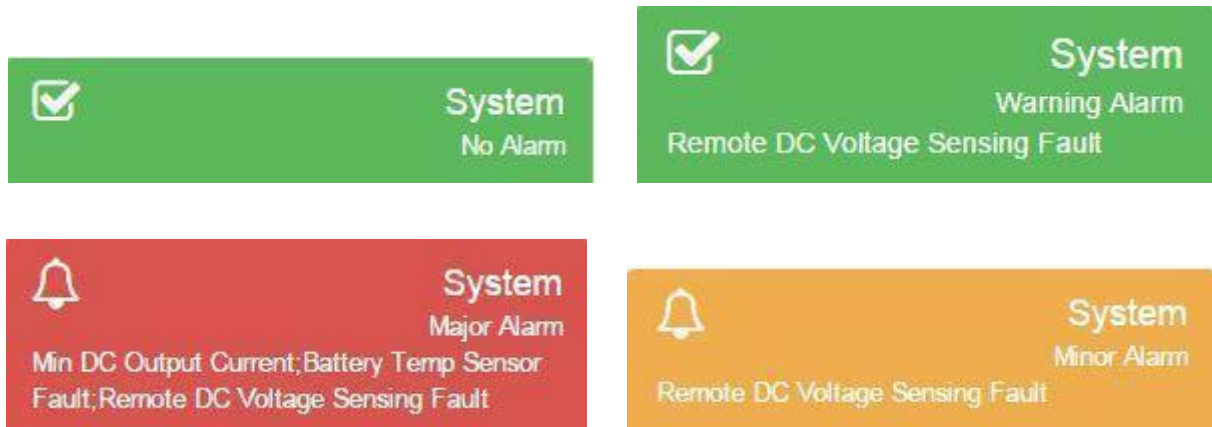 System
No Alarm
System
Warning Alarm
Remote DC Voltage Sensing Fault
System
Major Alarm
Min DC Output Current;Battery Temp Sensor
Fault;Remote DC Voltage Sensing Fault
System
Minor Alarm
Remote DC Voltage Sensing Fault